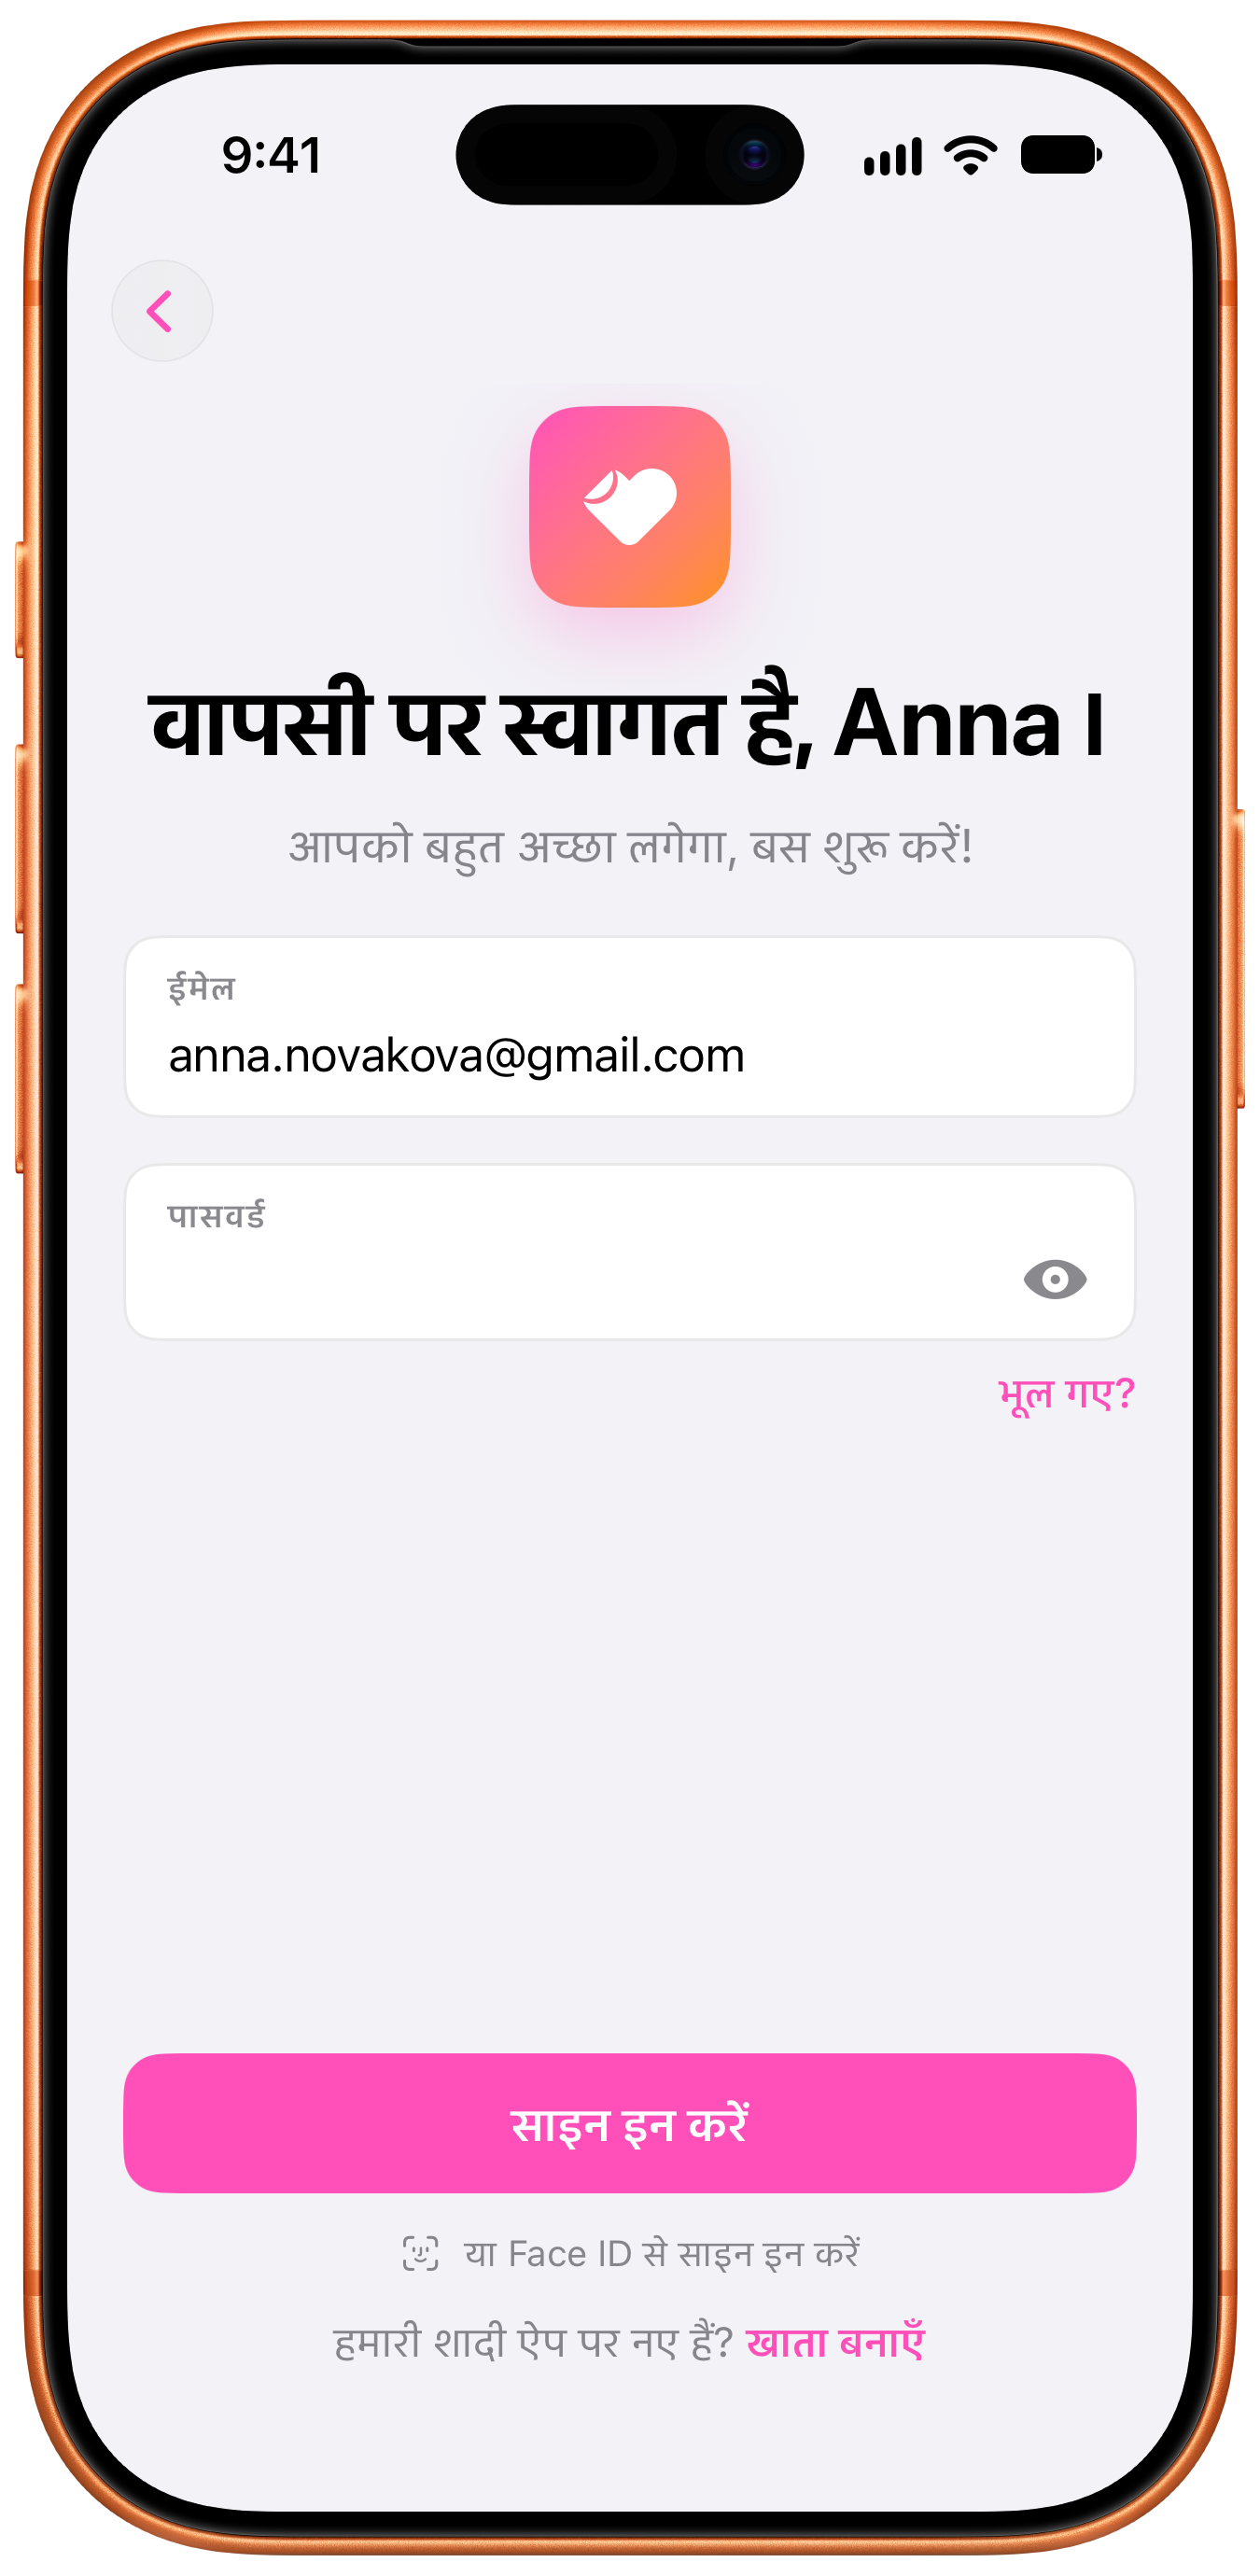 9:41
वापसी पर स्वागत है, Anna।
आपको बहुत अच्छा लगेगा, बस शुरू करें!
ईमेल
anna.novakova@gmail.com
पासवर्ड
भूल गए?
साइन इन करें
या Face ID से साइन इन करें
हमारी शादी ऐप पर नए हैं? खाता बनाएँ